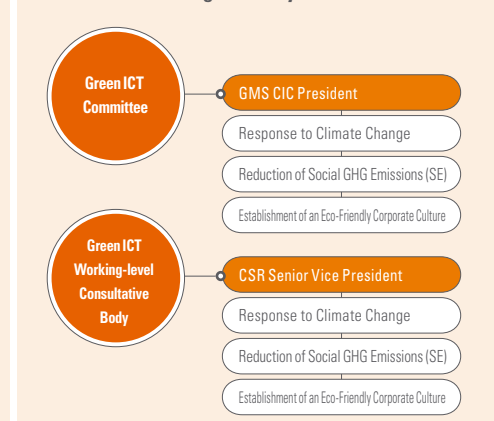 Green ICT
Committee
GMS CIC President
Response to Climate Change
Reduction of Social GHG Emissions (SE)
Establishment of an Eco-Friendly Corporate Culture
Green ICT
Working-level
Consultative
Body
CSR Senior Vice President
Response to Climate Change
Reduction of Social GHG Emissions (SE)
Establishment of an Eco-Friendly Corporate Culture